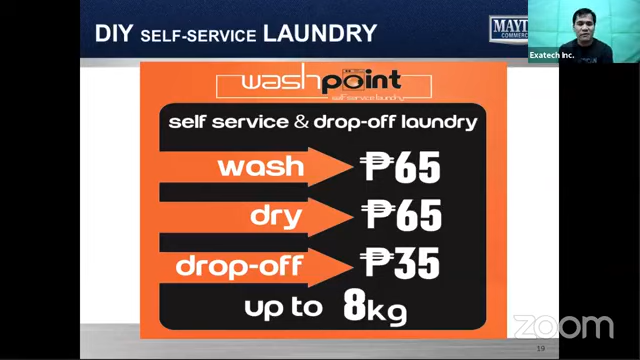 DIY SELF-SERVICE LAUNDRY
Exatech Inc.
washpoint
self service laundry
self service & drop-off laundry
wash ₱65
dry ₱65
drop-off ₱35
up to 8kg
zoom
19